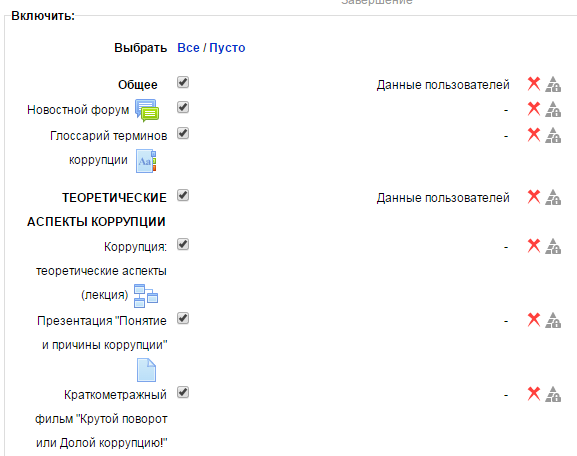 Завершение
Включить:
Выбрать Все / Пусто
Общее Данные пользователей
Новостной форум -
Глоссарий терминов -
коррупции Aa
ТЕОРЕТИЧЕСКИЕ Данные пользователей
АСПЕКТЫ КОРРУПЦИИ
Коррупция: -
теоретические аспекты
(лекция)
Презентация "Понятие -
и причины коррупции"
Краткометражный -
фильм "Крутой поворот
или Долой коррупцию!"